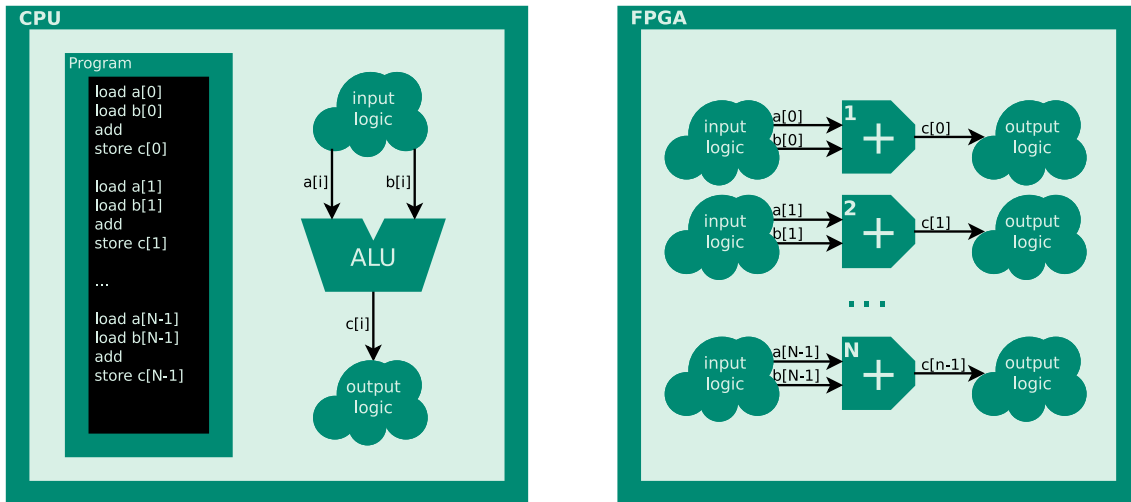 CPU
Program
load a[0]
load b[0]
add
store c[0]
load a[1]
load b[1]
add
store c[1]
...
load a[N-1]
load b[N-1]
add
store c[N-1]
input
logic
a[i]
b[i]
ALU
c[i]
output
logic
FPGA
input
logic
a[0]
b[0]
1
+
c[0]
output
logic
input
logic
a[1]
b[1]
2
+
c[1]
output
logic
...
input
logic
a[N-1]
b[N-1]
N
+
c[n-1]
output
logic